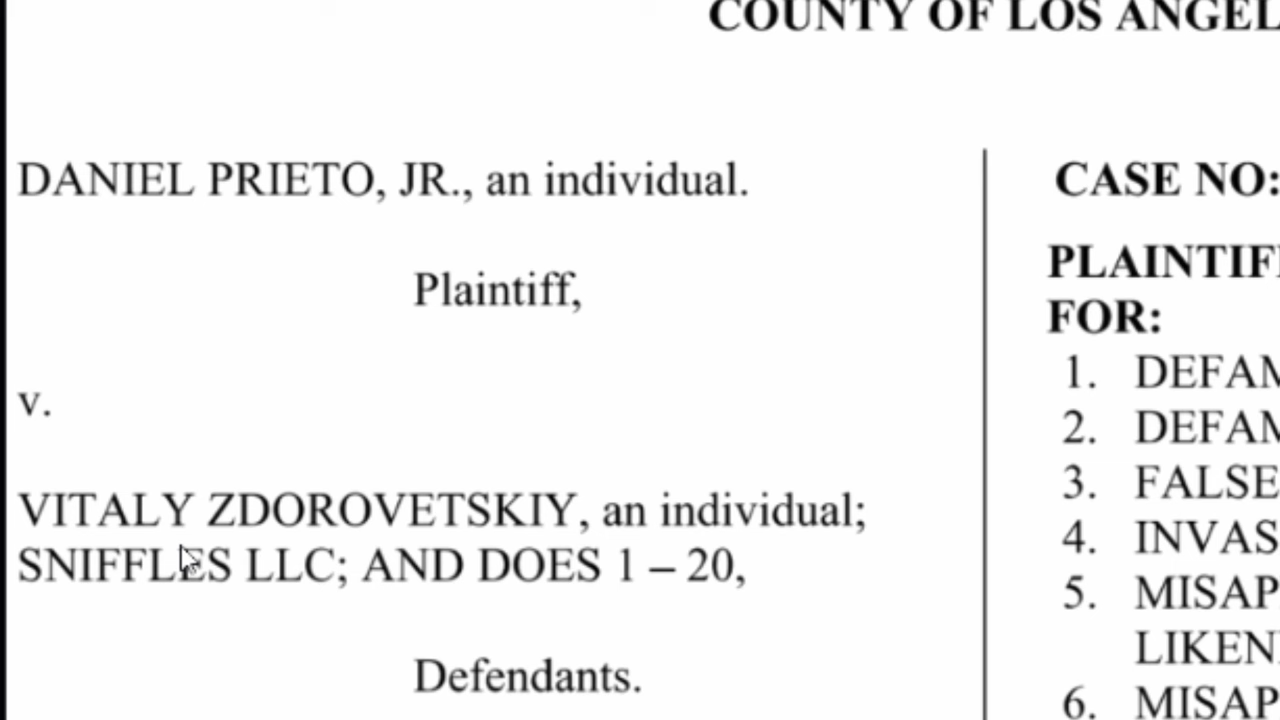 COUNTY OF LOS ANGEL
DANIEL PRIETO, JR., an individual.
Plaintiff,
v.
VITALY ZDOROVETSKIY, an individual;
SNIFFLES LLC; AND DOES 1 – 20,
Defendants.
CASE NO:
PLAINTIF
FOR:
1. DEFAM
2. DEFAM
3. FALSE
4. INVAS
5. MISAP
LIKEN
6. MISAP